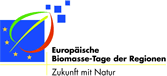 Europäische
Biomasse-Tage der Regionen
Zukunft mit Natur